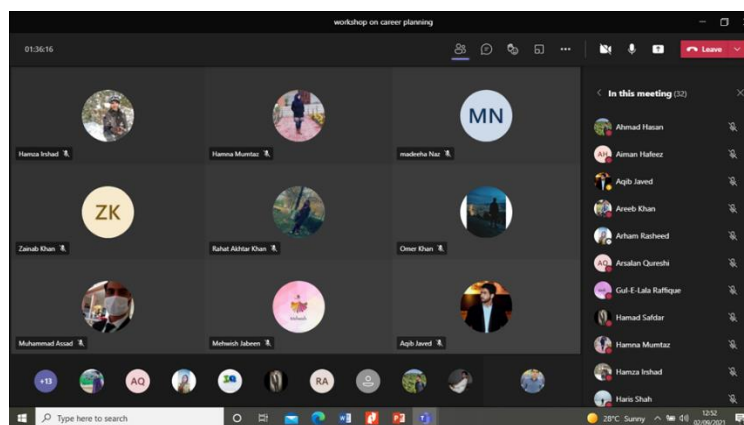 workshop on career planning
01:36:16
Leave
In this meeting (32)
Hamza Irshad
Hamna Mumtaz
MN
madeeha Naz
ZK
Zainab Khan
Rahat Akhtar Khan
Omer Khan
Muhammad Assad
Mehwish Jabeen
Aqib Javed
+13
AQ
RA
Ahmad Hasan
AH
Aiman Hafeez
Aqib Javed
Areeb Khan
Arham Rasheed
AQ
Arsalan Qureshi
Gul-E-Lala Raffique
Hamad Safdar
Hamna Mumtaz
Hamza Irshad
Haris Shah
Type here to search
28°C Sunny
12:52
02/09/2021